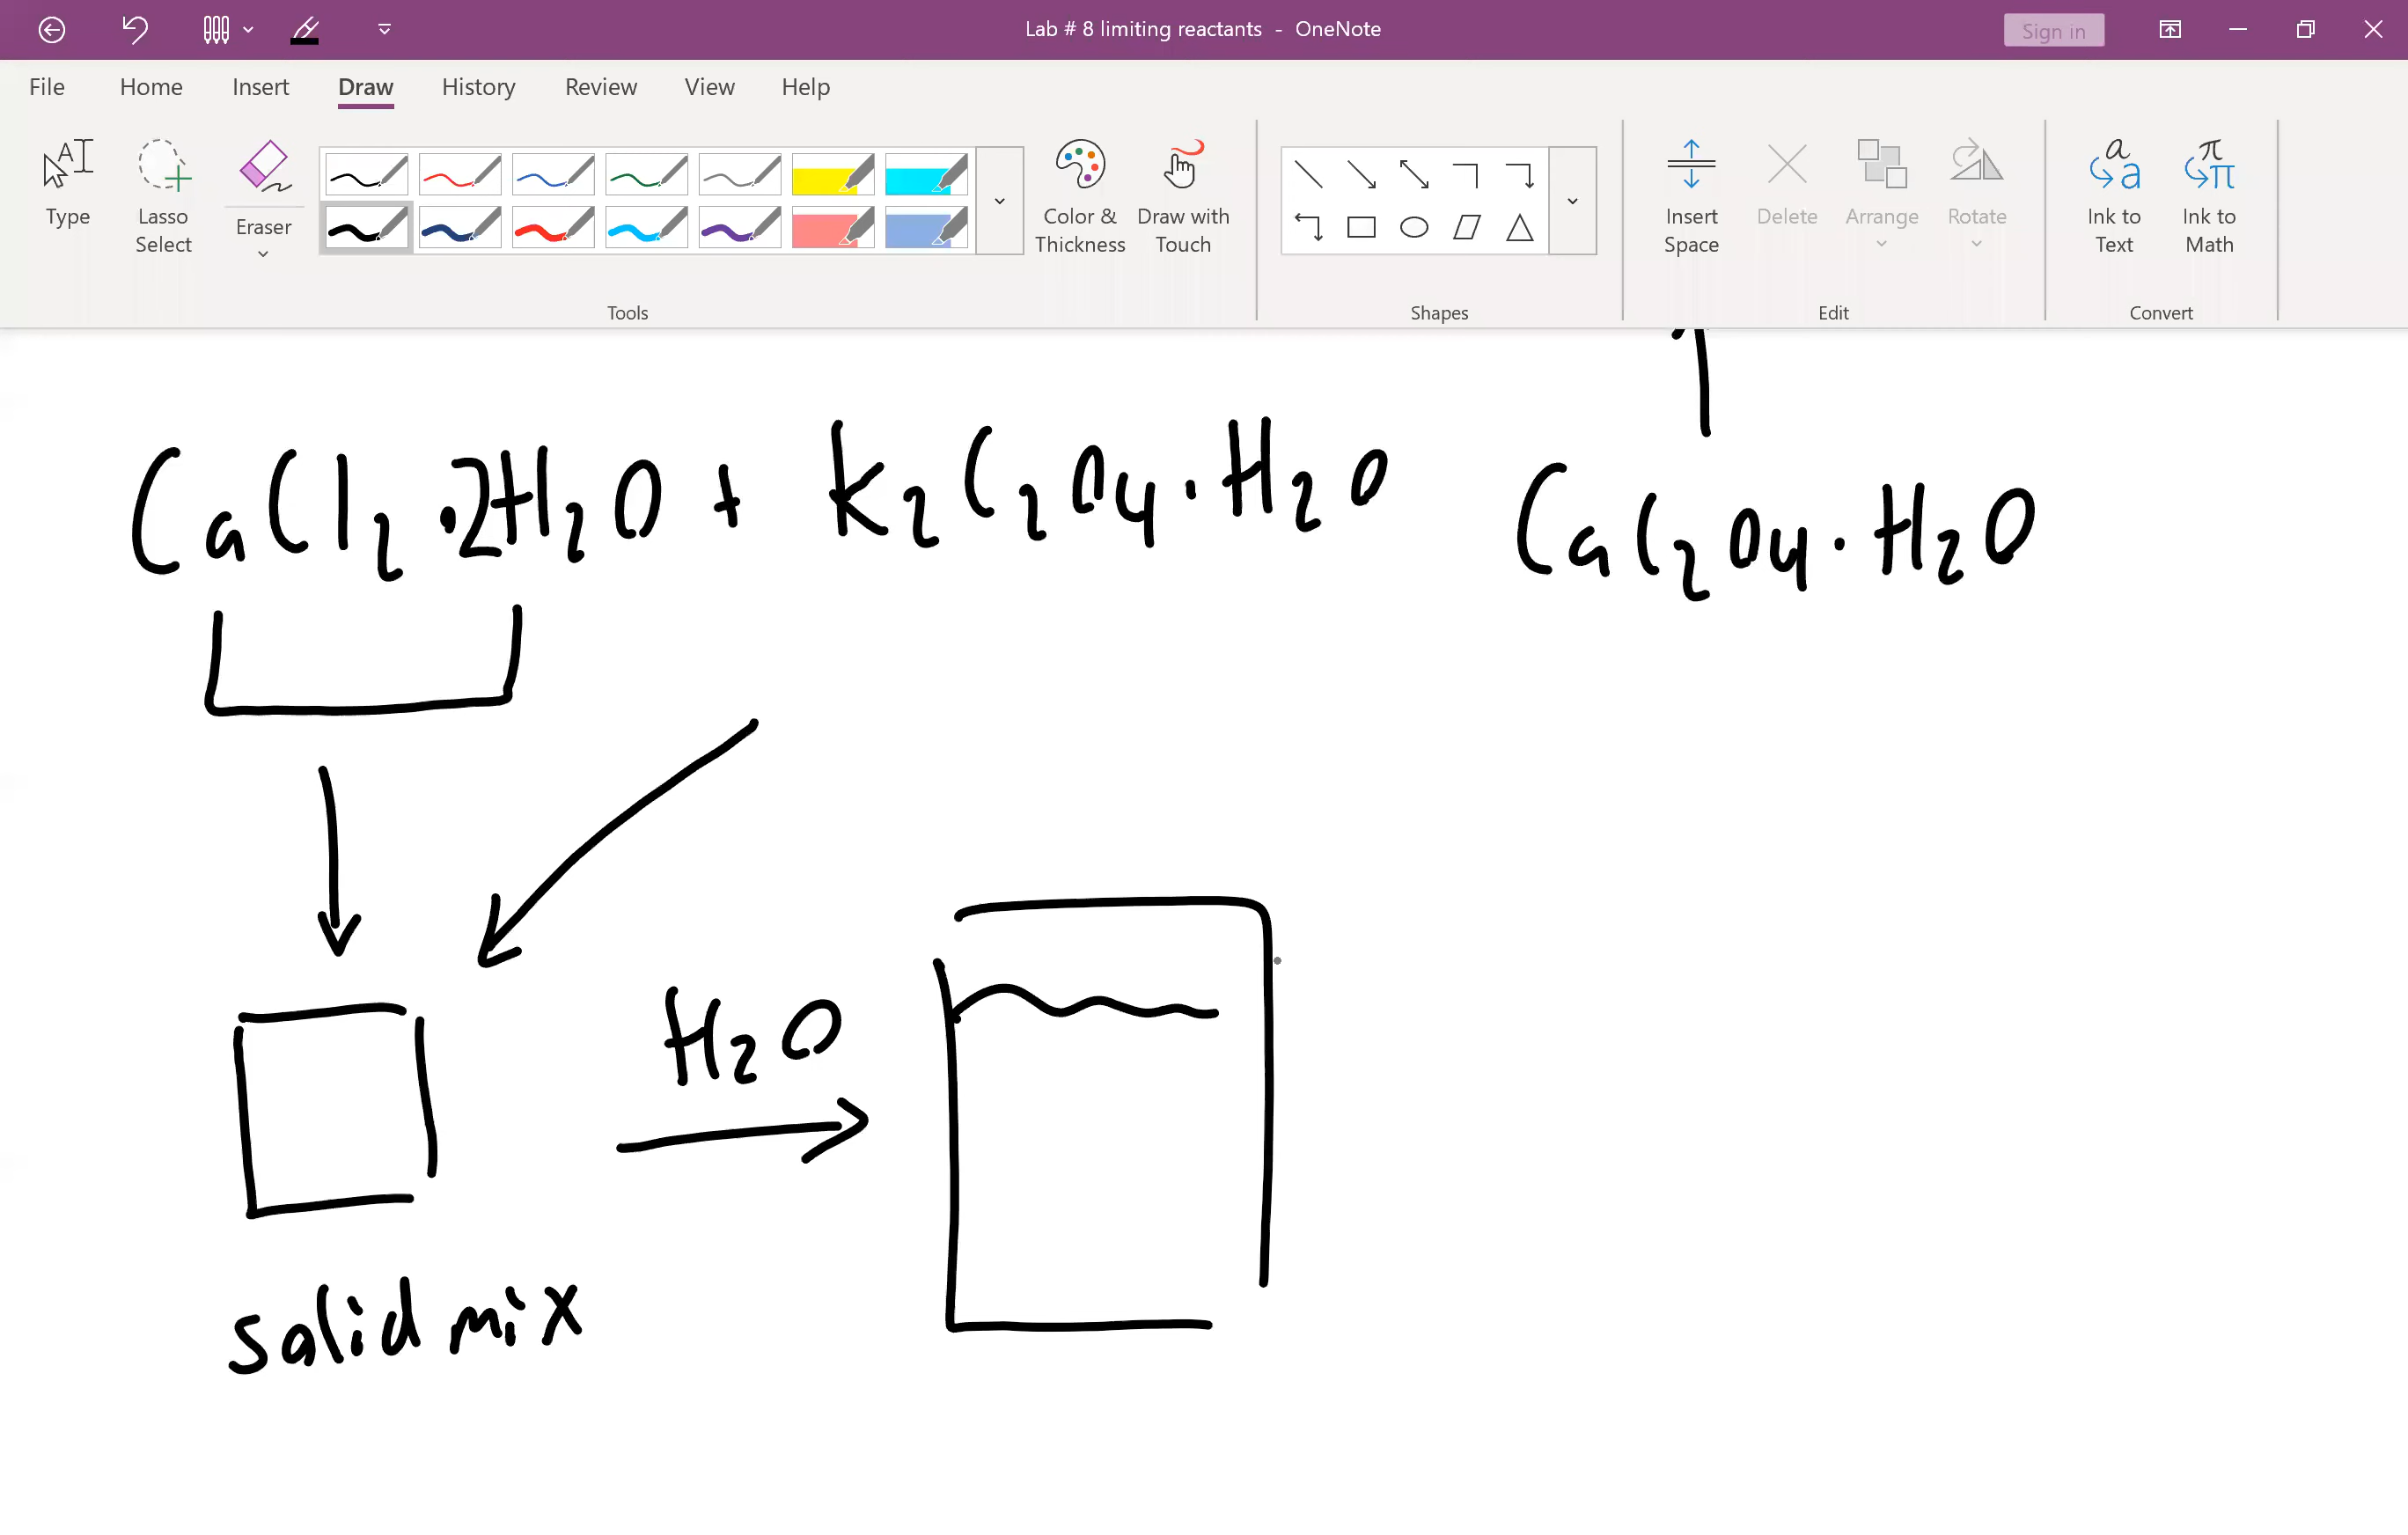 Lab # 8 limiting reactants - OneNote
Sign in
File Home Insert Draw History Review View Help
Type
Lasso Select
Eraser
Color & Thickness
Draw with Touch
Insert Space
Delete
Arrange
Rotate
Ink to Text
Ink to Math
Tools
Shapes
Edit
Convert
CaCl₂·2H₂O + K₂C₂O₄·H₂O
CaC₂O₄·H₂O
H₂O
solid mix